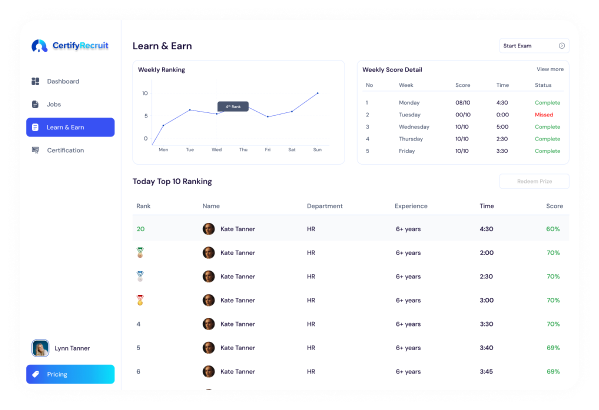 CertifyRecruit
Dashboard
Jobs
Learn & Earn
Certification
Lynn Tanner
Pricing
Learn & Earn
Start Exam
Weekly Ranking
10
5
0
4th Rank
Mon Tue Wed Thu Fri Sat Sun
Weekly Score Detail View more
No Week Score Time Status
1 Monday 08/10 4:30 Complete
2 Tuesday 00/10 0:00 Missed
3 Wednesday 10/10 5:00 Complete
4 Thursday 10/10 2:30 Complete
5 Friday 10/10 3:30 Complete
Today Top 10 Ranking Redeem Prize
Rank Name Department Experience Time Score
20 Kate Tanner HR 6+ years 4:30 60%
Kate Tanner HR 6+ years 2:00 70%
Kate Tanner HR 6+ years 2:30 70%
Kate Tanner HR 6+ years 3:00 70%
4 Kate Tanner HR 6+ years 3:30 70%
5 Kate Tanner HR 6+ years 3:40 69%
6 Kate Tanner HR 6+ years 3:45 69%